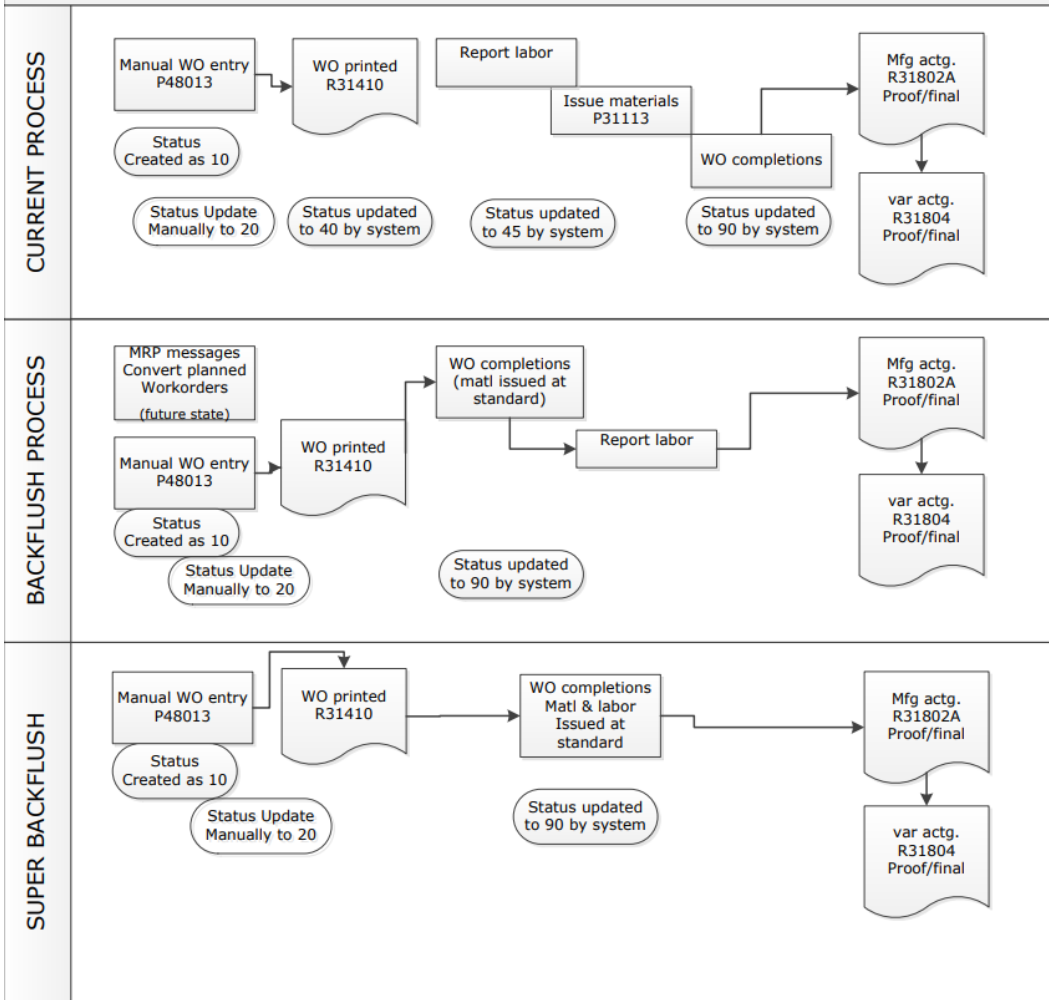 CURRENT PROCESS
Manual WO entry
P48013
WO printed
R31410
Report labor
Issue materials
P31113
WO completions
Mfg actg.
R31802A
Proof/final
Status
Created as 10
Status Update
Manually to 20
Status updated
to 40 by system
Status updated
to 45 by system
Status updated
to 90 by system
var actg.
R31804
Proof/final
BACKFLUSH PROCESS
MRP messages
Convert planned
Workorders
(future state)
Manual WO entry
P48013
WO printed
R31410
WO completions
(matl issued at
standard)
Report labor
Mfg actg.
R31802A
Proof/final
Status
Created as 10
Status Update
Manually to 20
Status updated
to 90 by system
var actg.
R31804
Proof/final
SUPER BACKFLUSH
Manual WO entry
P48013
WO printed
R31410
WO completions
Matl & labor
Issued at
standard
Mfg actg.
R31802A
Proof/final
Status
Created as 10
Status Update
Manually to 20
Status updated
to 90 by system
var actg.
R31804
Proof/final